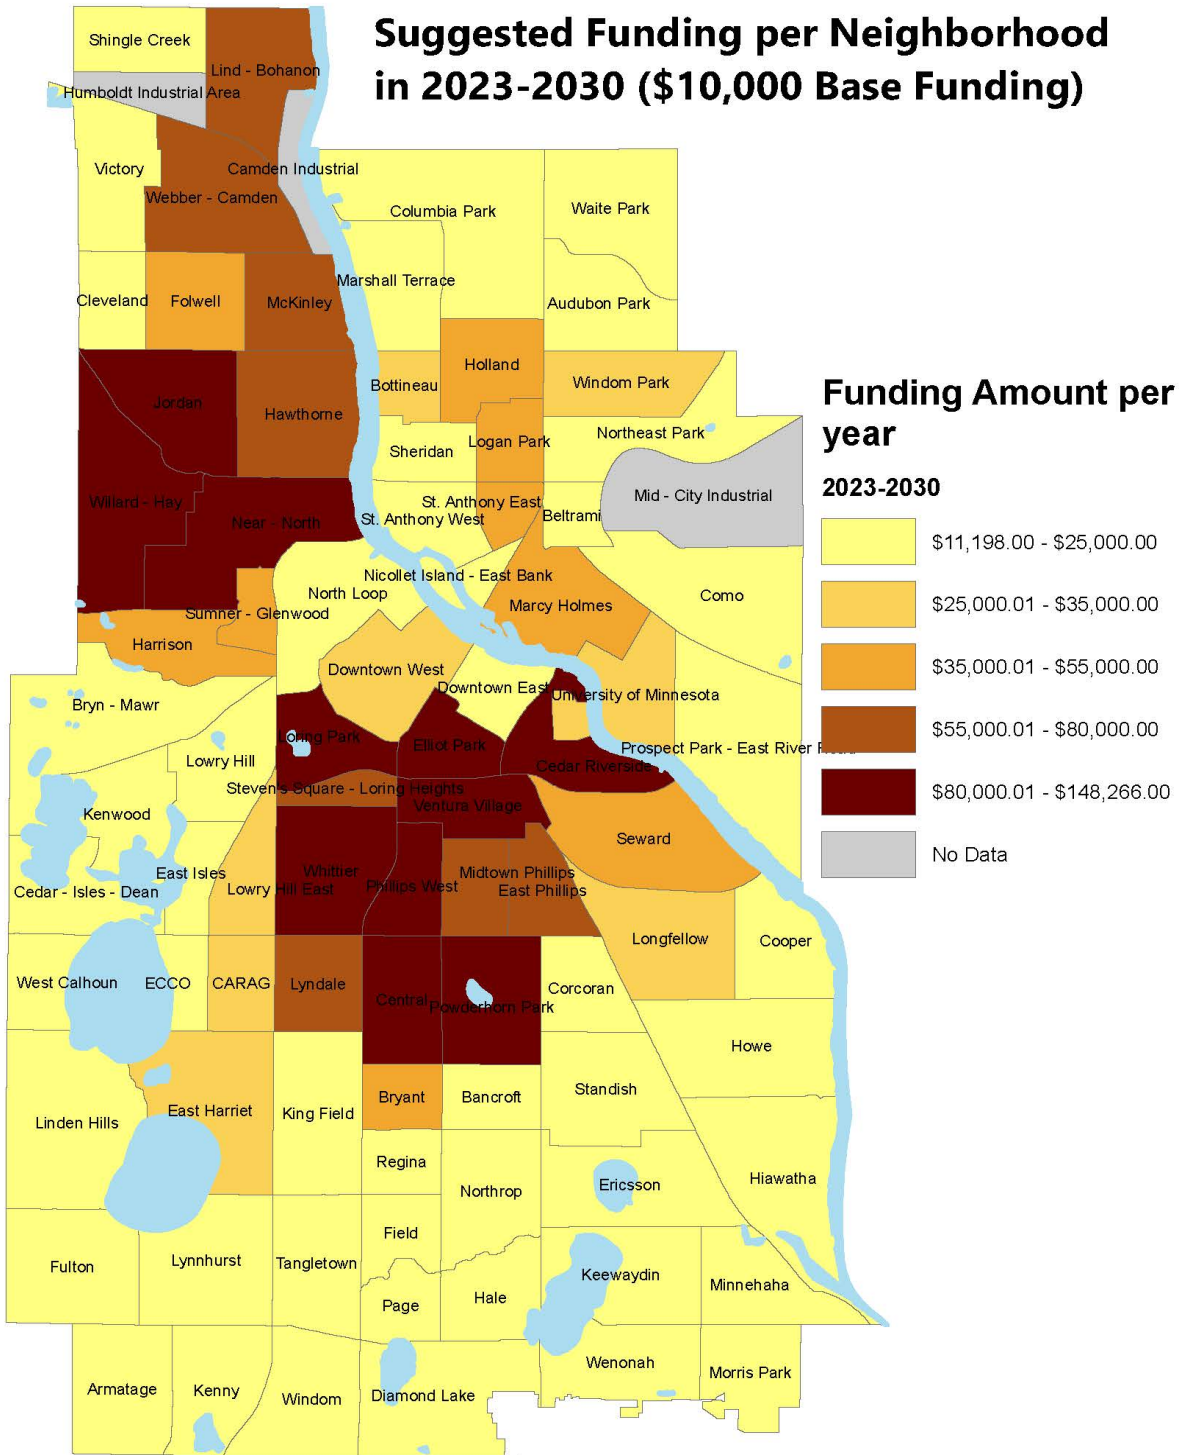 Suggested Funding per Neighborhood
in 2023-2030 ($10,000 Base Funding)
Shingle Creek
Lind - Bohanon
Humboldt Industrial Area
Victory
Camden Industrial
Webber - Camden
Columbia Park
Waite Park
Marshall Terrace
Cleveland
Folwell
McKinley
Audubon Park
Holland
Bottineau
Windom Park
Jordan
Hawthorne
Northeast Park
Logan Park
Sheridan
Willard - Hay
Near - North
St. Anthony East
St. Anthony West
Beltrami
Mid - City Industrial
Nicollet Island - East Bank
North Loop
Como
Sumner - Glenwood
Marcy Holmes
Harrison
Downtown West
Downtown East
University of Minnesota
Bryn - Mawr
Loring Park
Elliot Park
Prospect Park - East River Road
Lowry Hill
Cedar Riverside
Steven's Square - Loring Heights
Ventura Village
Kenwood
Seward
East Isles
Whittier
Midtown Phillips
Cedar - Isles - Dean
Lowry Hill East
Phillips West
East Phillips
Longfellow
Cooper
West Calhoun
ECCO
CARAG
Lyndale
Central
Powderhorn Park
Corcoran
Howe
Linden Hills
East Harriet
King Field
Bryant
Bancroft
Standish
Regina
Northrop
Ericsson
Hiawatha
Field
Fulton
Lynnhurst
Tangletown
Keewaydin
Minnehaha
Page
Hale
Armatage
Kenny
Windom
Diamond Lake
Wenonah
Morris Park
Funding Amount per
year
2023-2030
$11,198.00 - $25,000.00
$25,000.01 - $35,000.00
$35,000.01 - $55,000.00
$55,000.01 - $80,000.00
$80,000.01 - $148,266.00
No Data